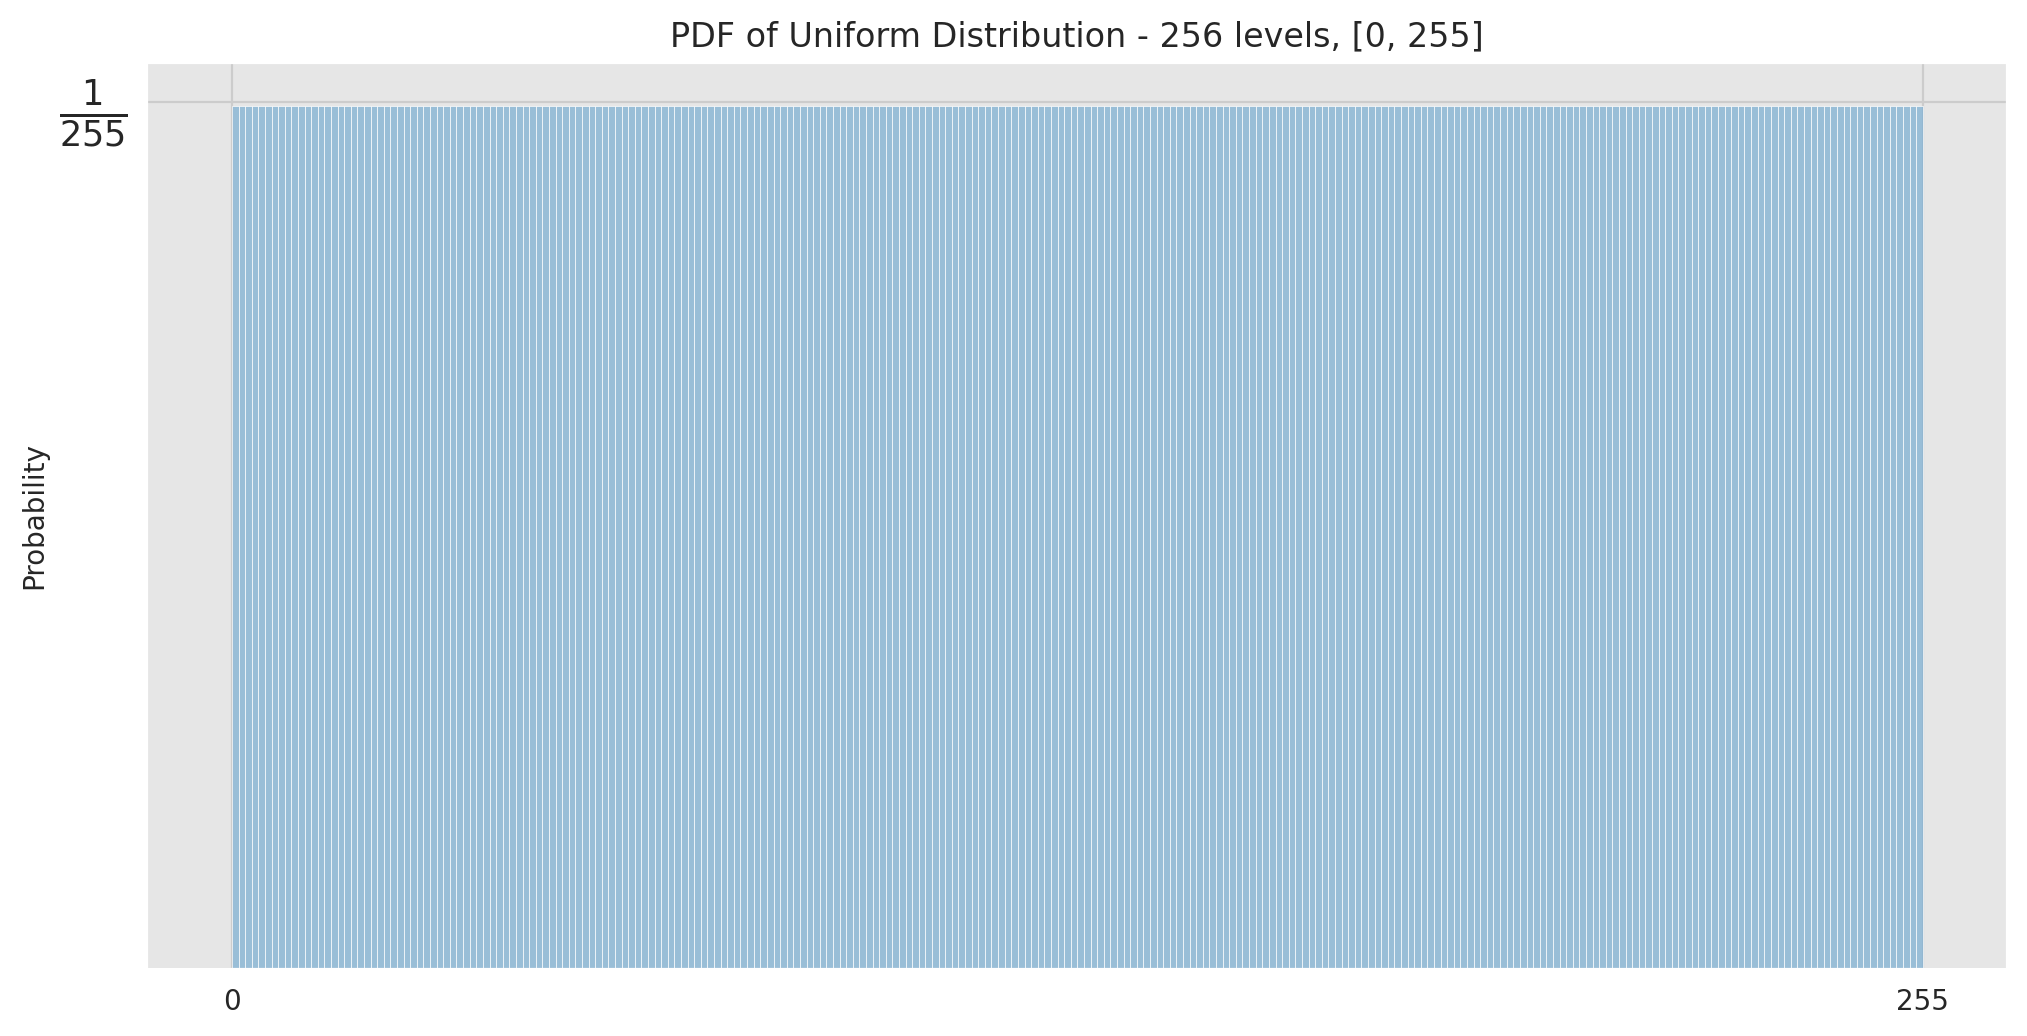 PDF of Uniform Distribution - 256 levels, [0, 255]
1
255
Probability
0
255